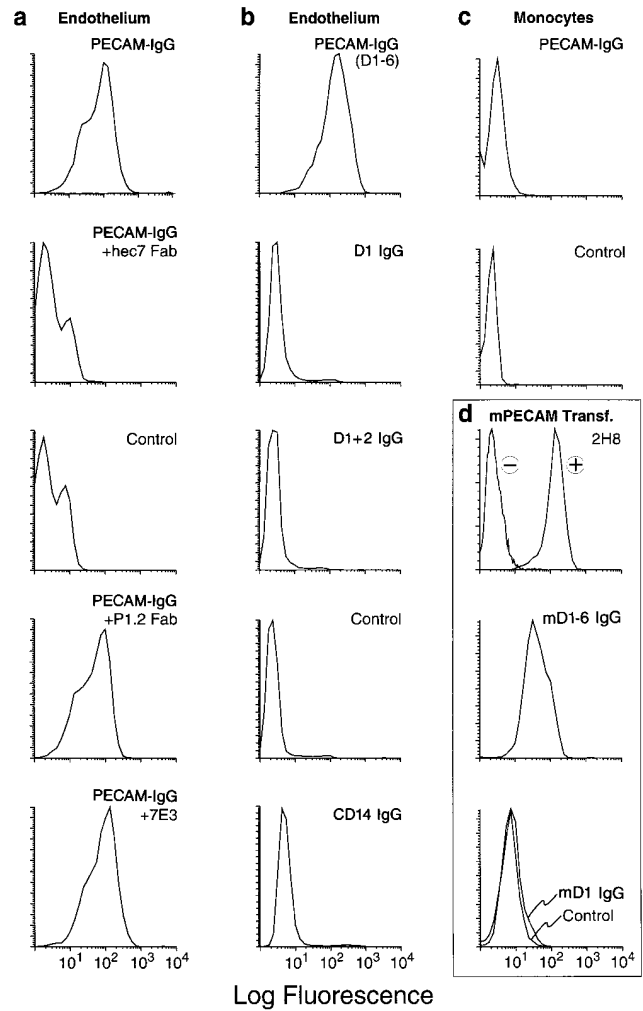 a Endothelium
PECAM-IgG
PECAM-IgG
+hec7 Fab
Control
PECAM-IgG
+P1.2 Fab
PECAM-IgG
+7E3
10¹ 10² 10³ 10⁴
b Endothelium
PECAM-IgG
(D1-6)
D1 IgG
D1+2 IgG
Control
CD14 IgG
10¹ 10² 10³ 10⁴
c Monocytes
PECAM-IgG
Control
d mPECAM Transf.
2H8
− +
mD1-6 IgG
mD1 IgG
Control
10¹ 10² 10³ 10⁴
Log Fluorescence